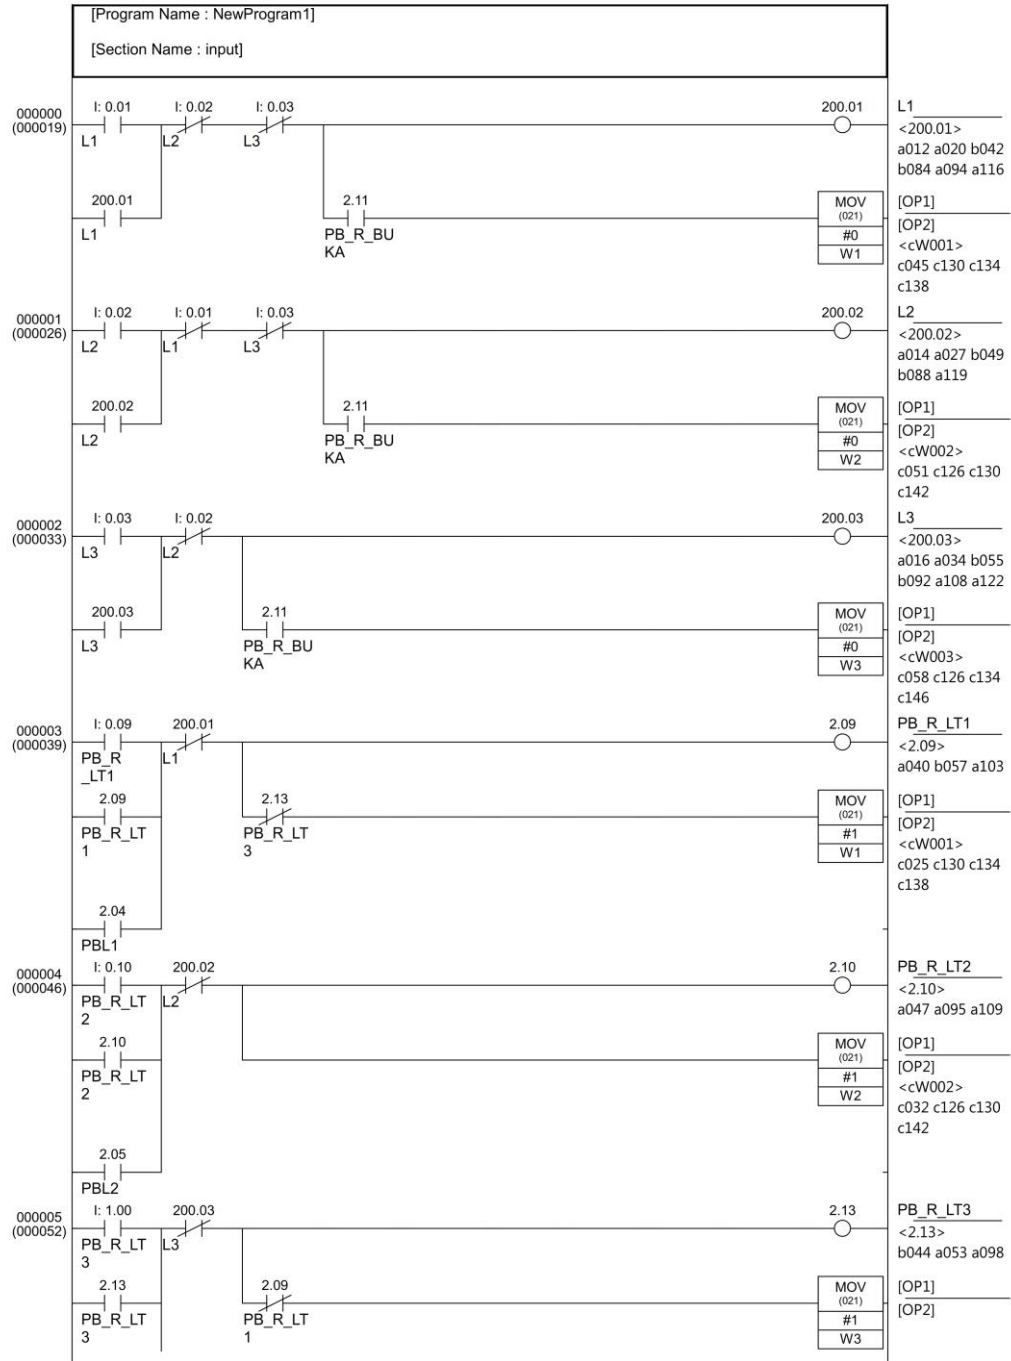 [Program Name : NewProgram1]
[Section Name : input]
000000
(000019)
I: 0.01
L1
I: 0.02
L2
I: 0.03
L3
200.01
L1
<200.01>
a012 a020 b042
b084 a094 a116
200.01
L1
2.11
PB_R_BU
KA
MOV
(021)
#0
W1
[OP1]
[OP2]
<cW001>
c045 c130 c134
c138
000001
(000026)
I: 0.02
L2
I: 0.01
L1
I: 0.03
L3
200.02
L2
<200.02>
a014 a027 b049
b088 a119
200.02
L2
2.11
PB_R_BU
KA
MOV
(021)
#0
W2
[OP1]
[OP2]
<cW002>
c051 c126 c130
c142
000002
(000033)
I: 0.03
L3
I: 0.02
L2
200.03
L3
<200.03>
a016 a034 b055
b092 a108 a122
200.03
L3
2.11
PB_R_BU
KA
MOV
(021)
#0
W3
[OP1]
[OP2]
<cW003>
c058 c126 c134
c146
000003
(000039)
I: 0.09
PB_R
_LT1
200.01
L1
2.09
PB_R_LT1
<2.09>
a040 b057 a103
2.09
PB_R_LT
1
2.13
PB_R_LT
3
MOV
(021)
#1
W1
[OP1]
[OP2]
<cW001>
c025 c130 c134
c138
2.04
PBL1
000004
(000046)
I: 0.10
PB_R_LT
2
200.02
L2
2.10
PB_R_LT2
<2.10>
a047 a095 a109
2.10
PB_R_LT
2
MOV
(021)
#1
W2
[OP1]
[OP2]
<cW002>
c032 c126 c130
c142
2.05
PBL2
000005
(000052)
I: 1.00
PB_R_LT
3
200.03
L3
2.13
PB_R_LT3
<2.13>
b044 a053 a098
2.13
PB_R_LT
3
2.09
PB_R_LT
1
MOV
(021)
#1
W3
[OP1]
[OP2]